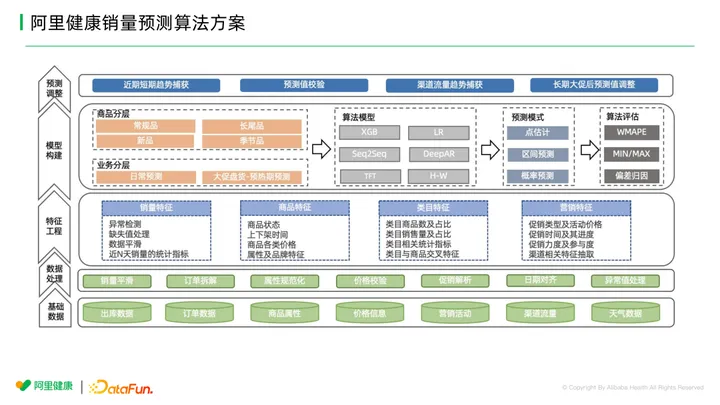 阿里健康销量预测算法方案
预测
调整
近期短期趋势捕获
预测值校验
渠道流量趋势捕获
长期大促后预测值调整
模型
构建
商品分层
常规品
长尾品
新品
季节品
业务分层
日常预测
大促盘货-预热期预测
算法模型
XGB
LR
Seq2Seq
DeepAR
TFT
H-W
预测模式
点估计
区间预测
概率预测
算法评估
WMAPE
MIN/MAX
偏差归因
特征
工程
销量特征
异常检测
缺失值处理
数据平滑
近N天销量的统计指标
商品特征
商品状态
上下架时间
商品各类价格
属性及品牌特征
类目特征
类目商品数及占比
类目销售量及占比
类目相关统计指标
类目与商品交叉特征
营销特征
促销类型及活动价格
促销时间及其进度
促销力度及参与度
渠道相关特征抽取
数据
处理
销量平滑
订单拆解
属性规范化
价格校验
促销解析
日期对齐
异常值处理
基础
数据
出库数据
订单数据
商品属性
价格信息
营销活动
渠道流量
天气数据
阿里健康
DataFun.
© Copyright By Alibaba Health All Rights Reserved